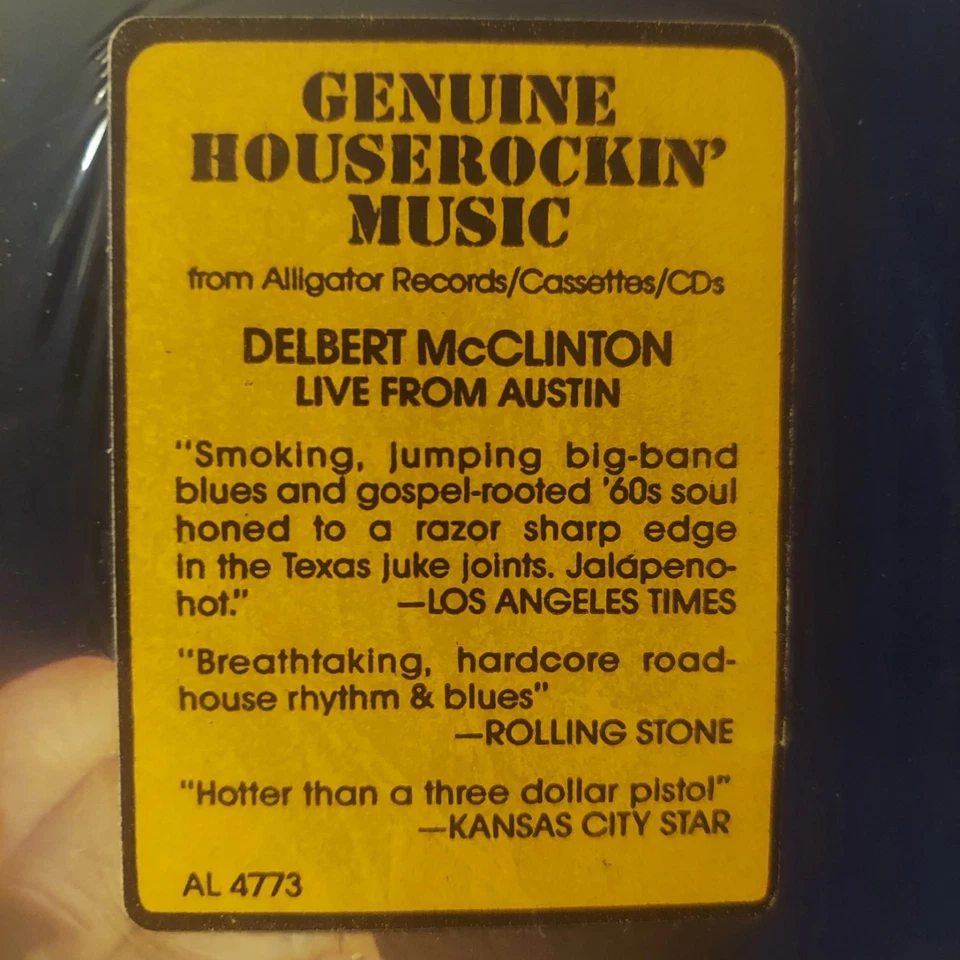 GENUINE
HOUSEROCKIN'
MUSIC
from Alligator Records/Cassettes/CDs
DELBERT McCLINTON
LIVE FROM AUSTIN
"Smoking, jumping big-band
blues and gospel-rooted '60s soul
honed to a razor sharp edge
in the Texas juke joints. Jalápeno-
hot." —LOS ANGELES TIMES
"Breathtaking, hardcore road-
house rhythm & blues"
—ROLLING STONE
"Hotter than a three dollar pistol"
—KANSAS CITY STAR
AL 4773